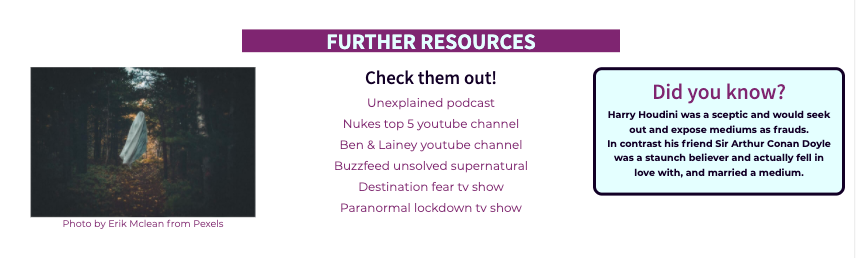 FURTHER RESOURCES
Photo by Erik Mclean from Pexels
Check them out!
Unexplained podcast
Nukes top 5 youtube channel
Ben & Lainey youtube channel
Buzzfeed unsolved supernatural
Destination fear tv show
Paranormal lockdown tv show
Did you know?
Harry Houdini was a sceptic and would seek
out and expose mediums as frauds.
In contrast his friend Sir Arthur Conan Doyle
was a staunch believer and actually fell in
love with, and married a medium.